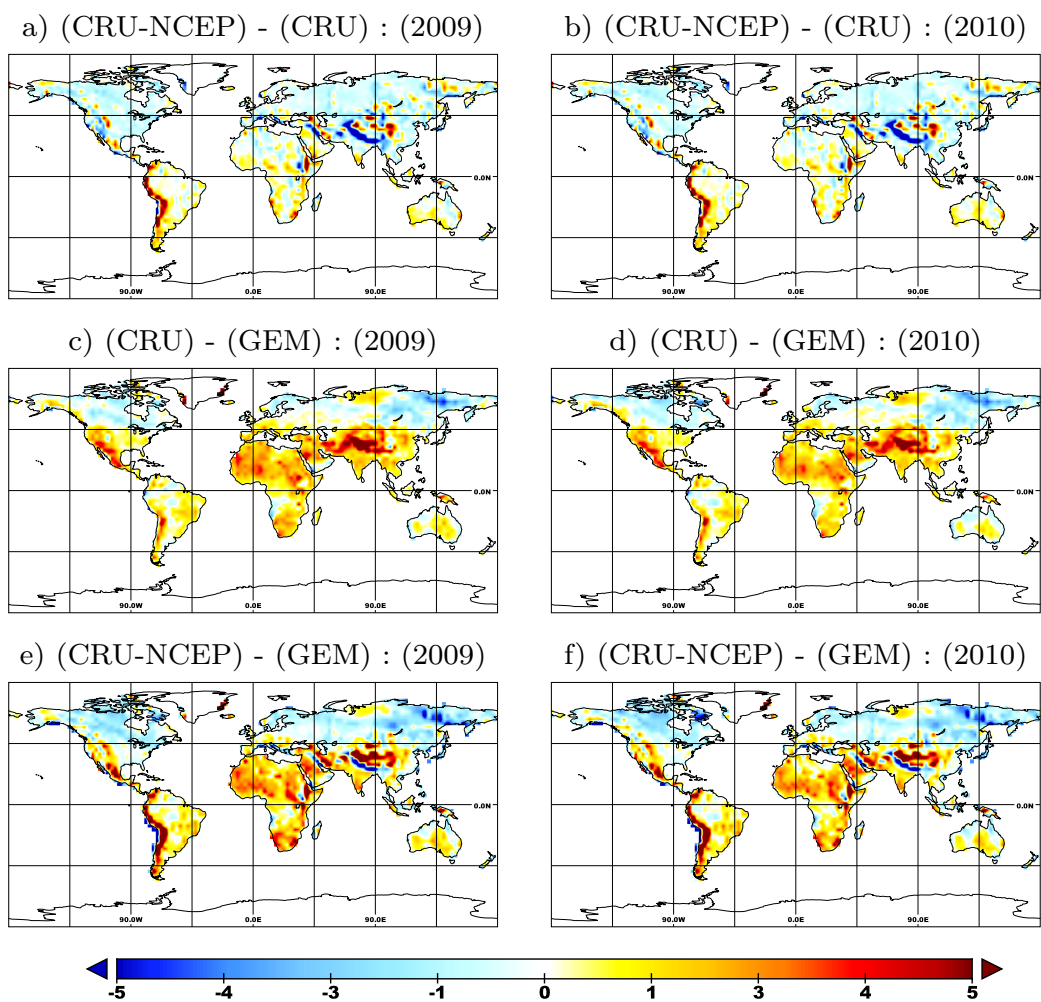 a) (CRU-NCEP) - (CRU) : (2009)
b) (CRU-NCEP) - (CRU) : (2010)
0.0N
0.0N
90.0W
0.0E
90.0E
90.0W
0.0E
90.0E
c) (CRU) - (GEM) : (2009)
d) (CRU) - (GEM) : (2010)
0.0N
0.0N
90.0W
0.0E
90.0E
90.0W
0.0E
90.0E
e) (CRU-NCEP) - (GEM) : (2009)
f) (CRU-NCEP) - (GEM) : (2010)
0.0N
0.0N
90.0W
0.0E
90.0E
90.0W
0.0E
90.0E
-5 -4 -3 -1 0 1 3 4 5